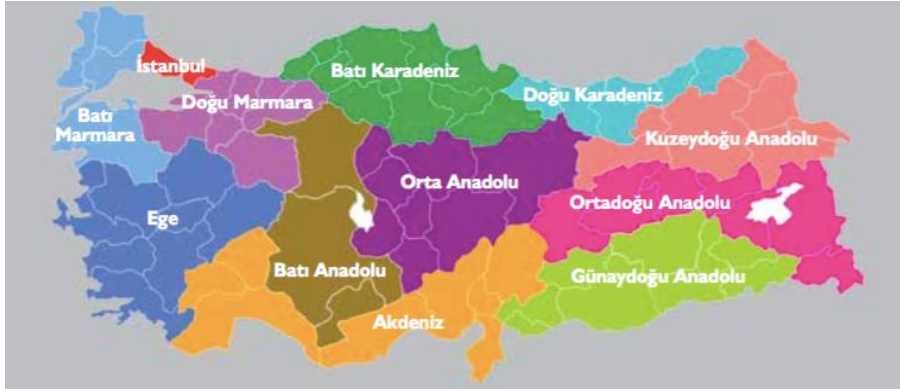 İstanbul
Batı Karadeniz
Doğu Karadeniz
Doğu Marmara
Batı
Marmara
Kuzeydoğu Anadolu
Orta Anadolu
Ortadoğu Anadolu
Ege
Batı Anadolu
Günaydoğu Anadolu
Akdeniz